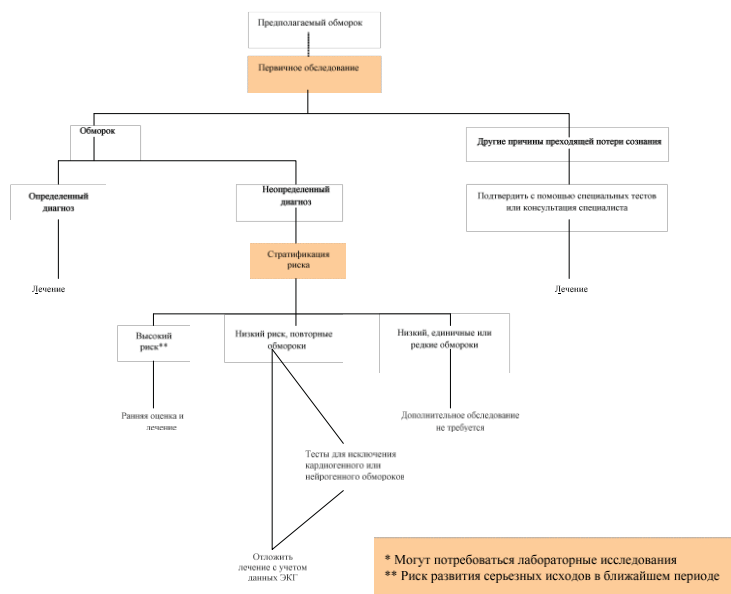 Предполагаемый обморок
Первичное обследование
Обморок
Другие причины преходящей потери сознания
Определенный
диагноз
Неопределенный
диагноз
Подтвердить с помощью специальных тестов
или консультация специалиста
Стратификация
риска
Лечение
Лечение
Высокий
риск**
Низкий риск, повторные
обмороки
Низкий, единичные или
редкие обмороки
Ранняя оценка и
лечение
Дополнительное обследование
не требуется
Тесты для исключения
кардиогенного или
нейрогенного обмороков
Отложить
лечение с учетом
данных ЭКГ
* Могут потребоваться лабораторные исследования
** Риск развития серьезных исходов в ближайшем периоде